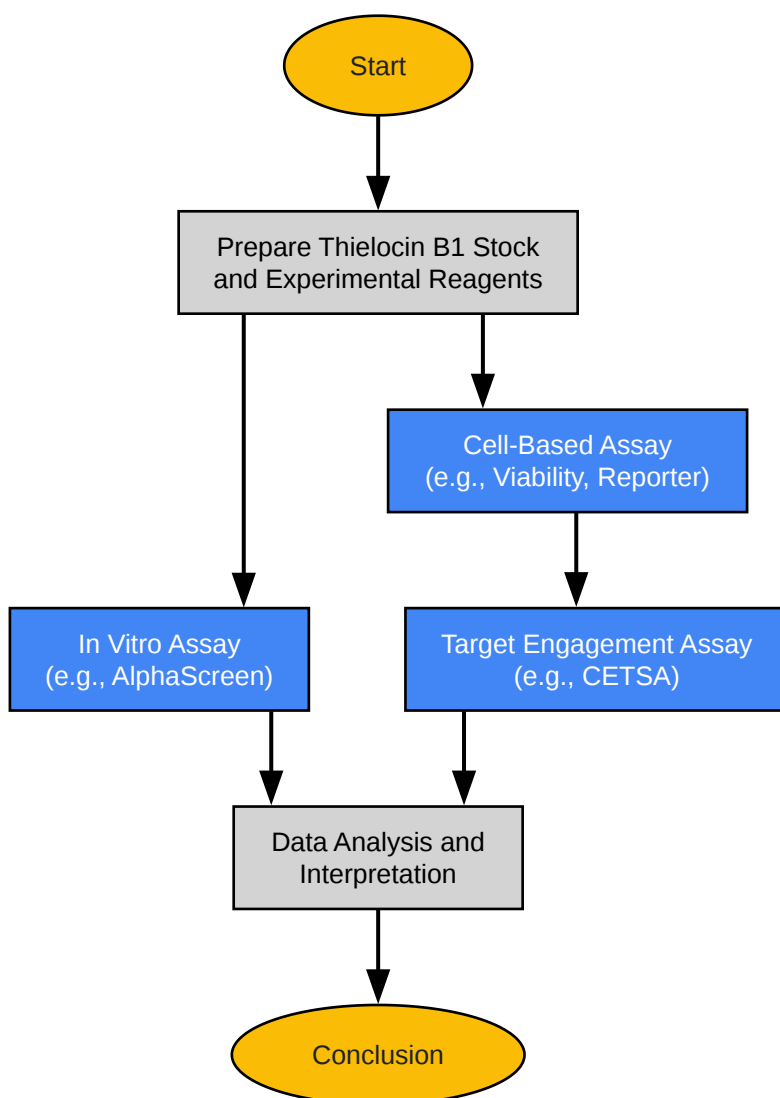 Start
Prepare Thielocin B1 Stock
and Experimental Reagents
Cell-Based Assay
(e.g., Viability, Reporter)
In Vitro Assay
(e.g., AlphaScreen)
Target Engagement Assay
(e.g., CETSA)
Data Analysis and
Interpretation
Conclusion